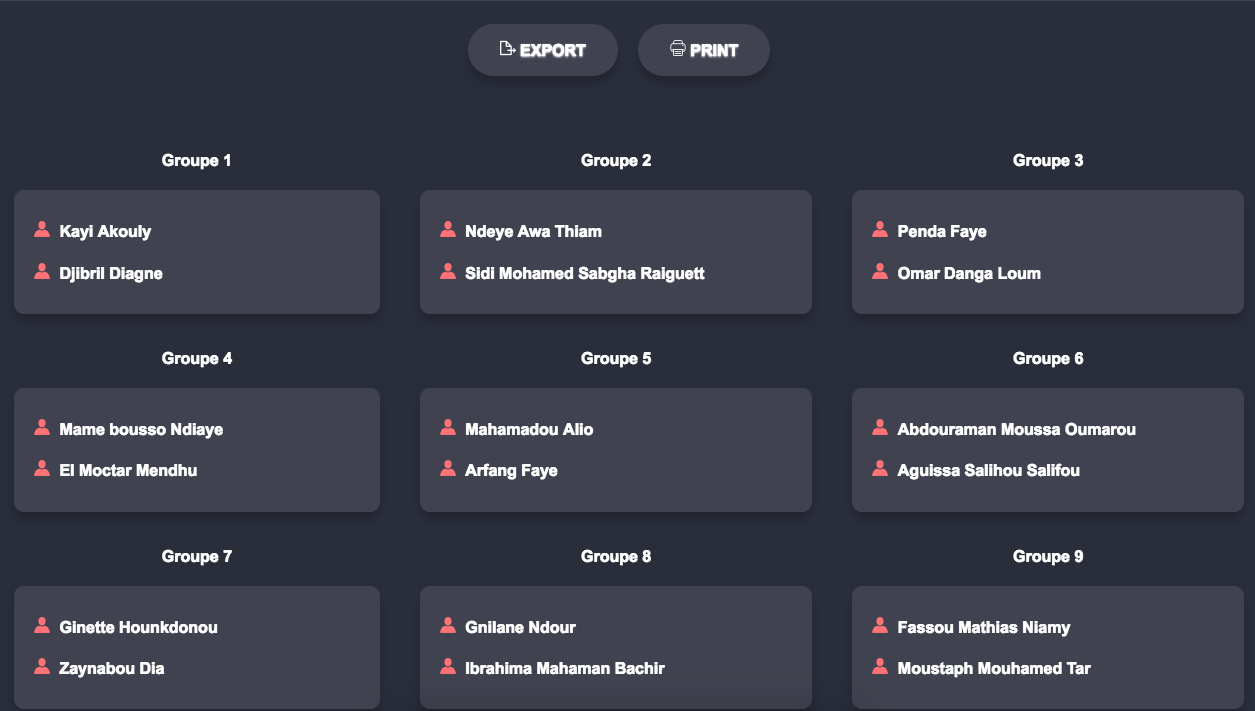 EXPORT
PRINT
Groupe 1
Kayi Akouly
Djibril Diagne
Groupe 2
Ndeye Awa Thiam
Sidi Mohamed Sabgha Raiguett
Groupe 3
Penda Faye
Omar Danga Loum
Groupe 4
Mame bousso Ndiaye
El Moctar Mendhu
Groupe 5
Mahamadou Alio
Arfang Faye
Groupe 6
Abdouraman Moussa Oumarou
Aguissa Salihou Salifou
Groupe 7
Ginette Hounkdonou
Zaynabou Dia
Groupe 8
Gnilane Ndour
Ibrahima Mahaman Bachir
Groupe 9
Fassou Mathias Niamy
Moustaph Mouhamed Tar